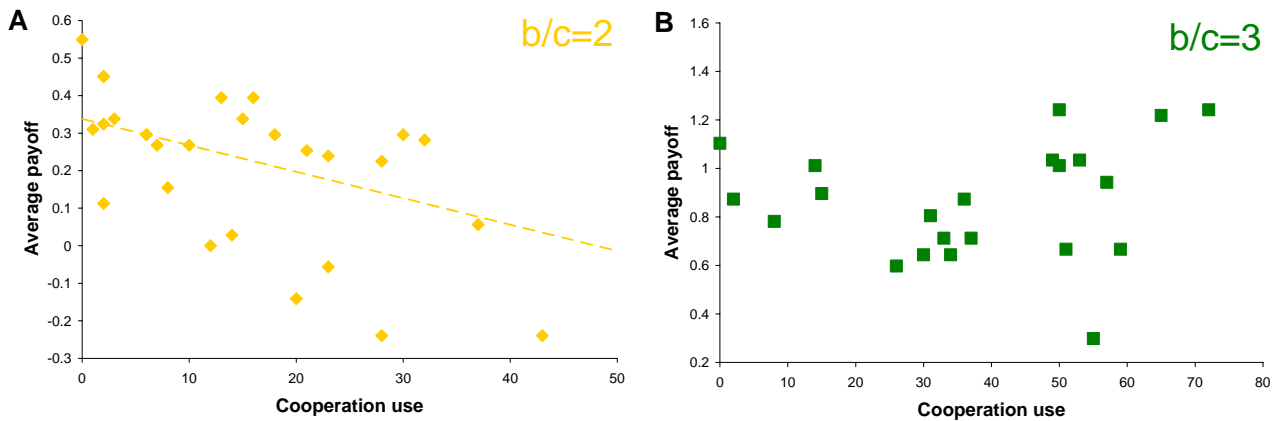 A
b/c=2
Average payoff
0.6
0.5
0.4
0.3
0.2
0.1
0
-0.1
-0.2
-0.3
0 10 20 30 40 50
Cooperation use
B
b/c=3
Average payoff
1.6
1.4
1.2
1
0.8
0.6
0.4
0.2
0 10 20 30 40 50 60 70 80
Cooperation use